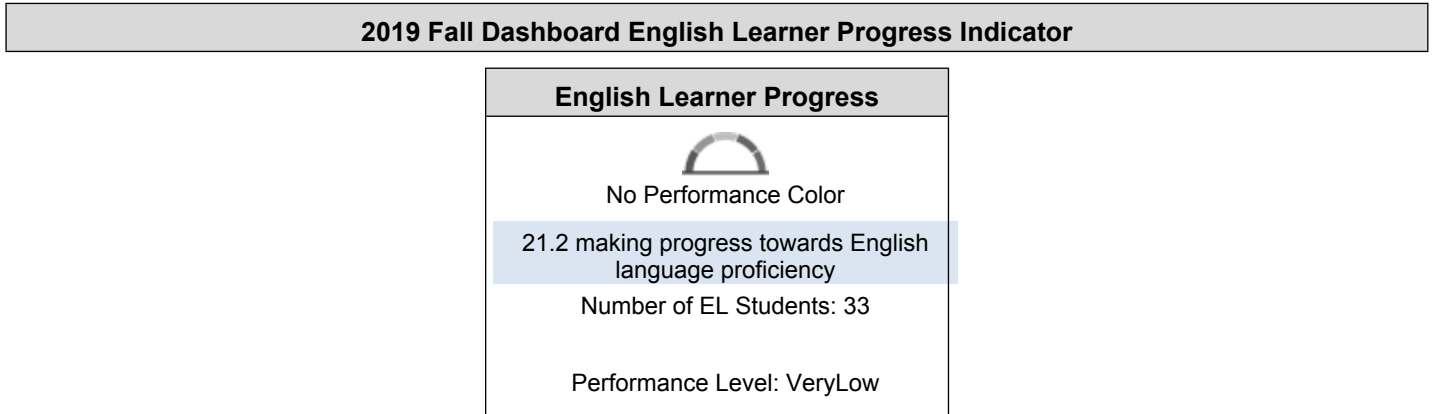 2019 Fall Dashboard English Learner Progress Indicator
English Learner Progress
No Performance Color
21.2 making progress towards English
language proficiency
Number of EL Students: 33
Performance Level: VeryLow